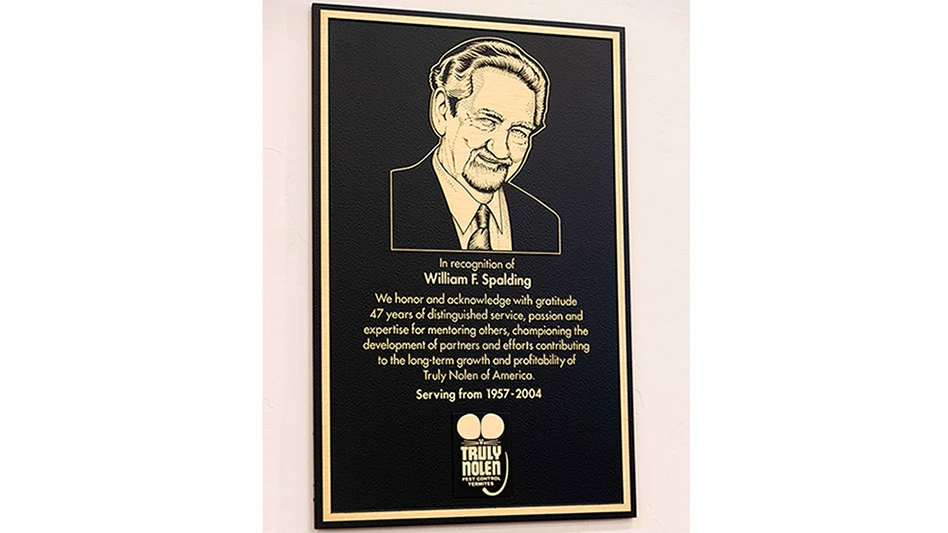 In recognition of
William F. Spalding
We honor and acknowledge with gratitude
47 years of distinguished service, passion and
expertise for mentoring others, championing the
development of partners and efforts contributing
to the long-term growth and profitability of
Truly Nolen of America.
Serving from 1957-2004
TRULY
NOLEN
PEST CONTROL
TERMITES